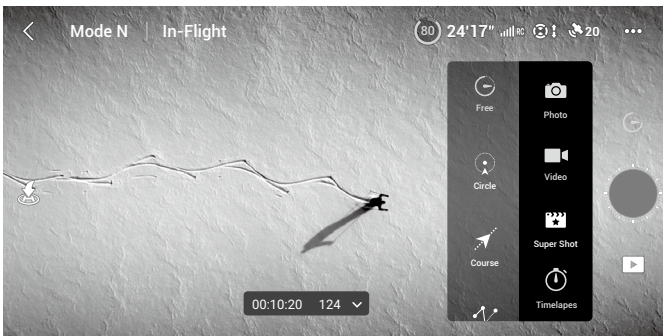 Mode N In-Flight 80 24'17" RC 20
Free
Photo
Circle
Video
Course
Super Shot
Timelapes
00:10:20 124